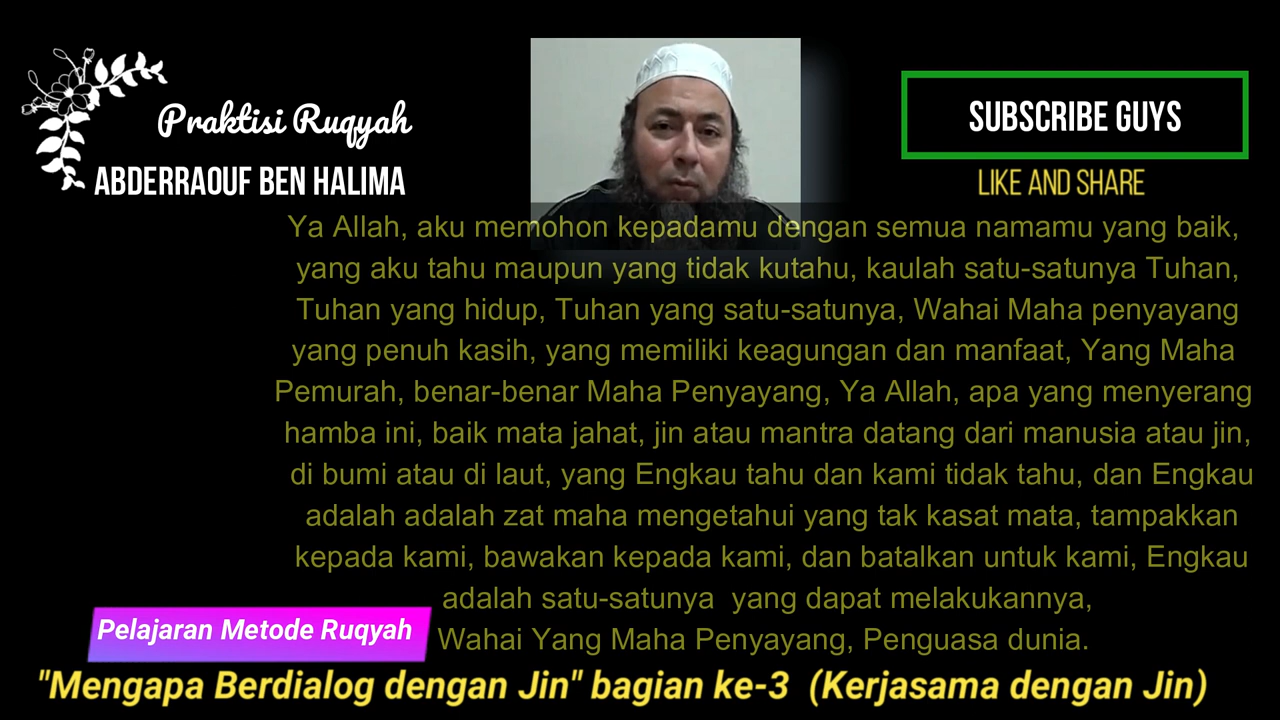 Praktisi Ruqyah
ABDERRAOUF BEN HALIMA
SUBSCRIBE GUYS
LIKE AND SHARE
Ya Allah, aku memohon kepadamu dengan semua namamu yang baik,
yang aku tahu maupun yang tidak kutahu, kaulah satu-satunya Tuhan,
Tuhan yang hidup, Tuhan yang satu-satunya, Wahai Maha penyayang
yang penuh kasih, yang memiliki keagungan dan manfaat, Yang Maha
Pemurah, benar-benar Maha Penyayang, Ya Allah, apa yang menyerang
hamba ini, baik mata jahat, jin atau mantra datang dari manusia atau jin,
di bumi atau di laut, yang Engkau tahu dan kami tidak tahu, dan Engkau
adalah adalah zat maha mengetahui yang tak kasat mata, tampakkan
kepada kami, bawakan kepada kami, dan batalkan untuk kami, Engkau
adalah satu-satunya yang dapat melakukannya,
Wahai Yang Maha Penyayang, Penguasa dunia.
Pelajaran Metode Ruqyah
"Mengapa Berdialog dengan Jin" bagian ke-3 (Kerjasama dengan Jin)